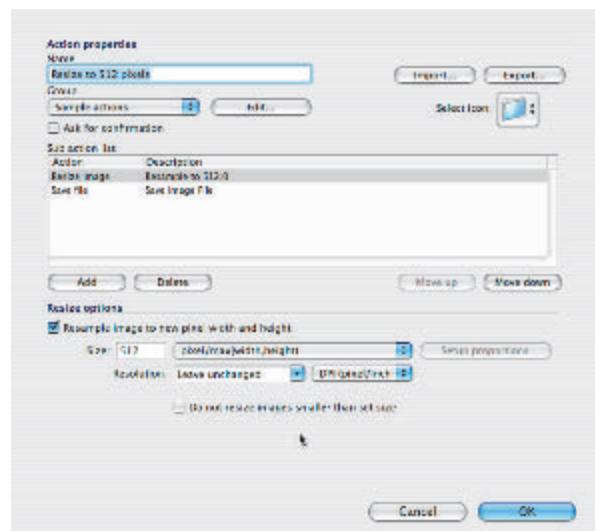 Action properties
Name
Resize to 512 pixels
Import... Export...
Group
Sample actions Edit... Select Icon:
Ask for confirmation
Sub action list
Action Description
Resize image Resample to 512.0
Save file Save Image File
Add Delete Move up Move down
Resize options
Resample image to new pixel width and height
Size: 512 pixel/max(width,height) Setup proportions
Resolution: Leave unchanged DPI (pixel/inch
Do not resize images smaller than set size
Cancel OK